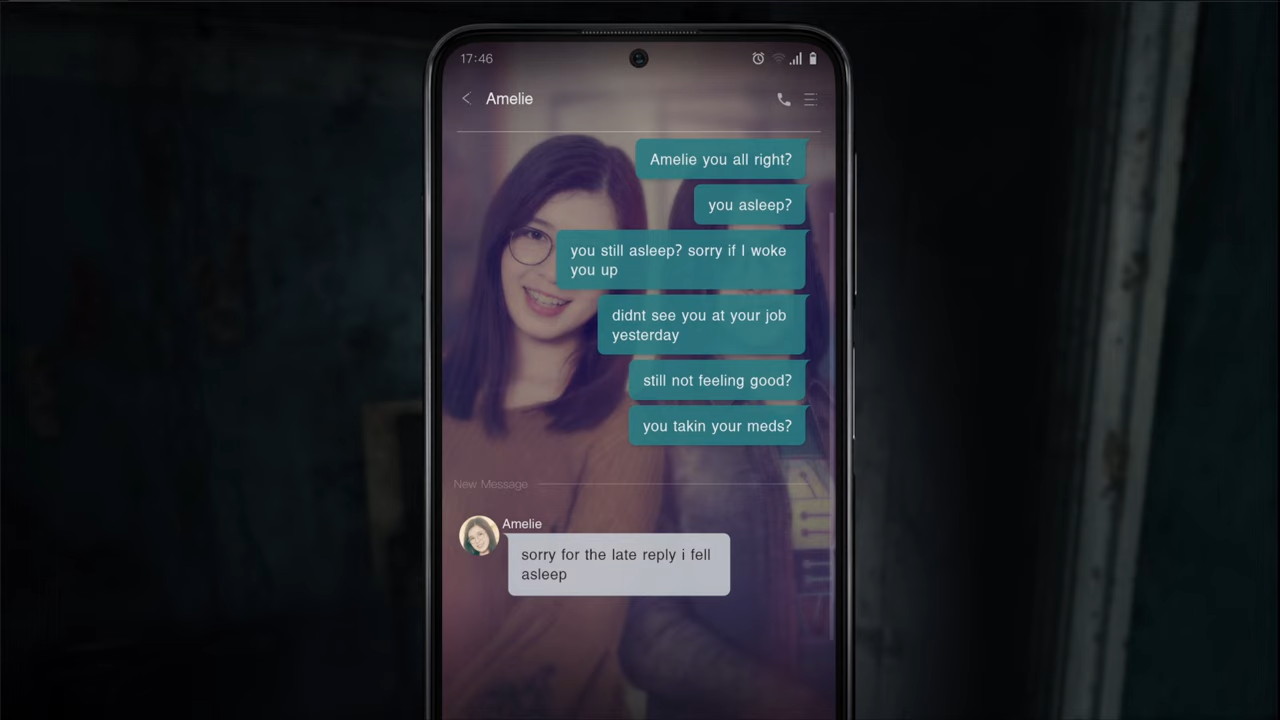 17:46
Amelie
Amelie you all right?
you asleep?
you still asleep? sorry if I woke
you up
didnt see you at your job
yesterday
still not feeling good?
you takin your meds?
New Message
Amelie
sorry for the late reply i fell
asleep